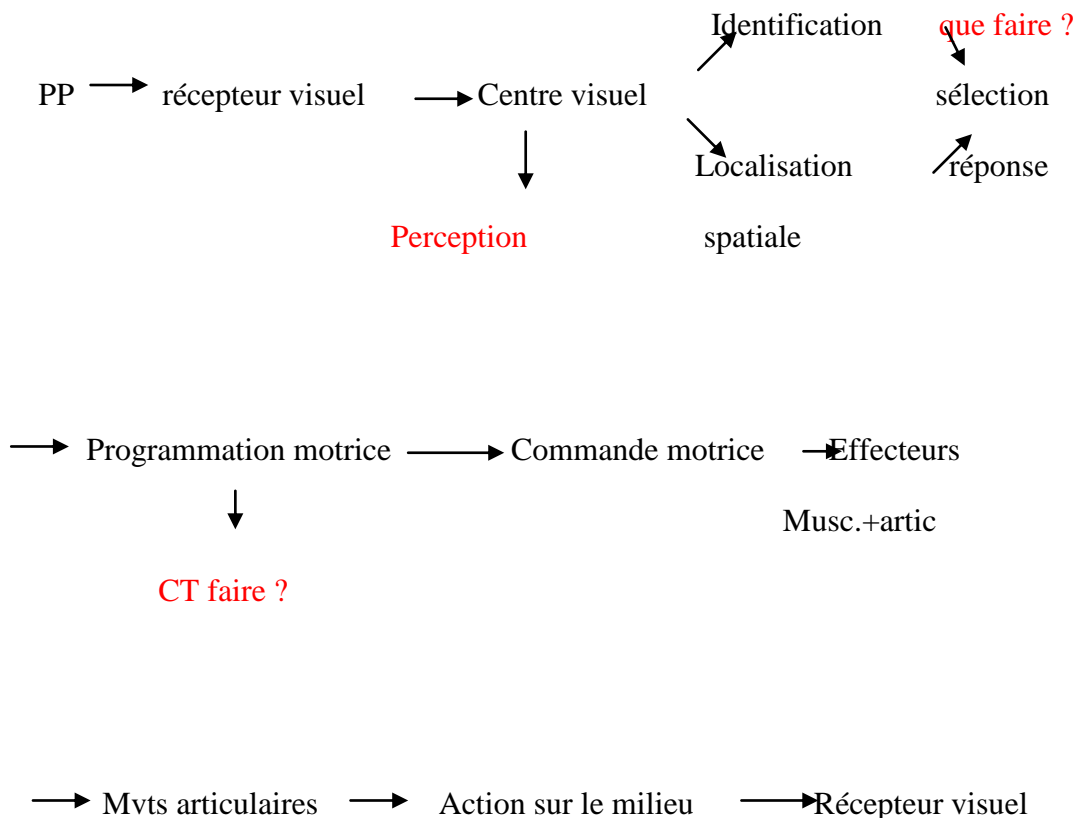 Identification que faire ?
PP récepteur visuel Centre visuel sélection
Localisation réponse
Perception spatiale
Programmation motrice Commande motrice Effecteurs
Musc.+artic
CT faire ?
Mvts articulaires Action sur le milieu Récepteur visuel